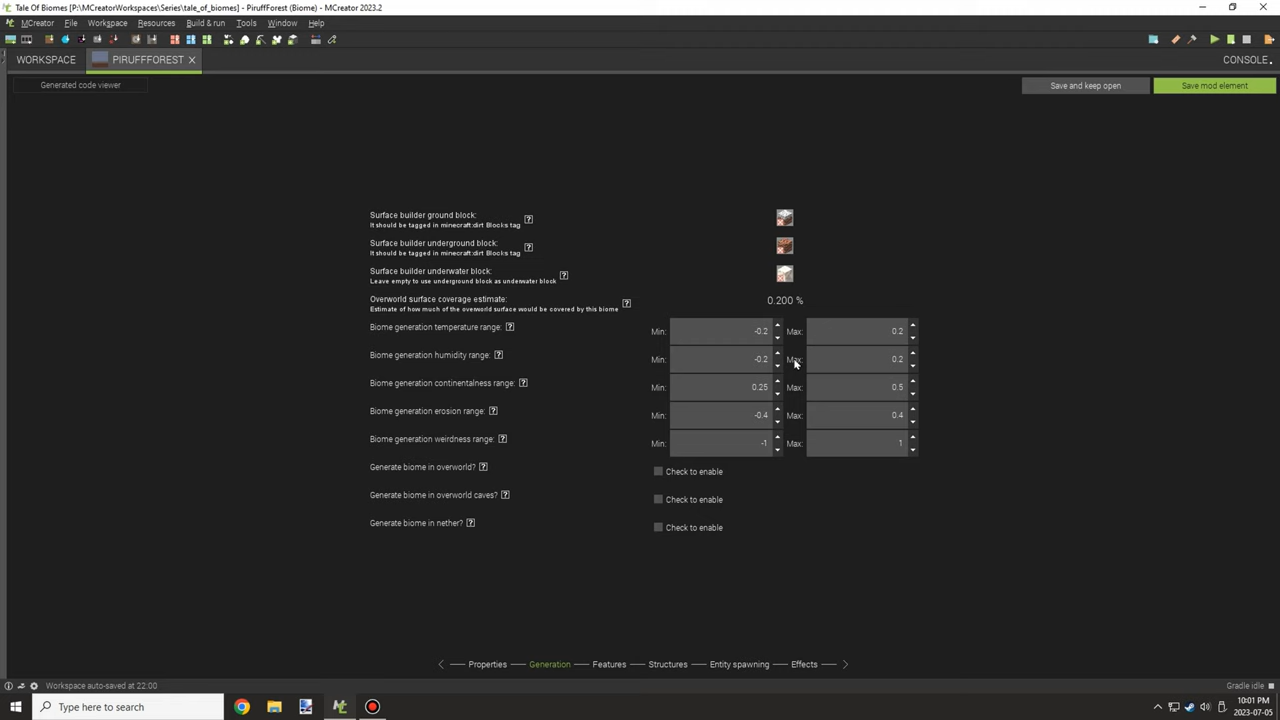 Tale Of Biomes [P:\MCreatorWorkspaces\Series\tale_of_biomes] - PiruffForest (Biome) - MCreator 2023.2
MCreator File Workspace Resources Build & run Tools Window Help
WORKSPACE PIRUFFFOREST CONSOLE
Generated code viewer Save and keep open Save mod element
Surface builder ground block: ?
It should be tagged in minecraft:dirt Blocks tag
Surface builder underground block: ?
It should be tagged in minecraft:dirt Blocks tag
Surface builder underwater block: ?
Leave empty to use underground block as underwater block
Overworld surface coverage estimate: ? 0.200 %
Estimate of how much of the overworld surface would be covered by this biome
Biome generation temperature range: ? Min: -0.2 Max: 0.2
Biome generation humidity range: ? Min: -0.2 Max: 0.2
Biome generation continentalness range: ? Min: 0.25 Max: 0.5
Biome generation erosion range: ? Min: -0.4 Max: 0.4
Biome generation weirdness range: ? Min: -1 Max: 1
Generate biome in overworld? ? Check to enable
Generate biome in overworld caves? ? Check to enable
Generate biome in nether? ? Check to enable
Properties Generation Features Structures Entity spawning Effects
Workspace auto-saved at 22:00 Gradle idle
Type here to search 10:01 PM
2023-07-05